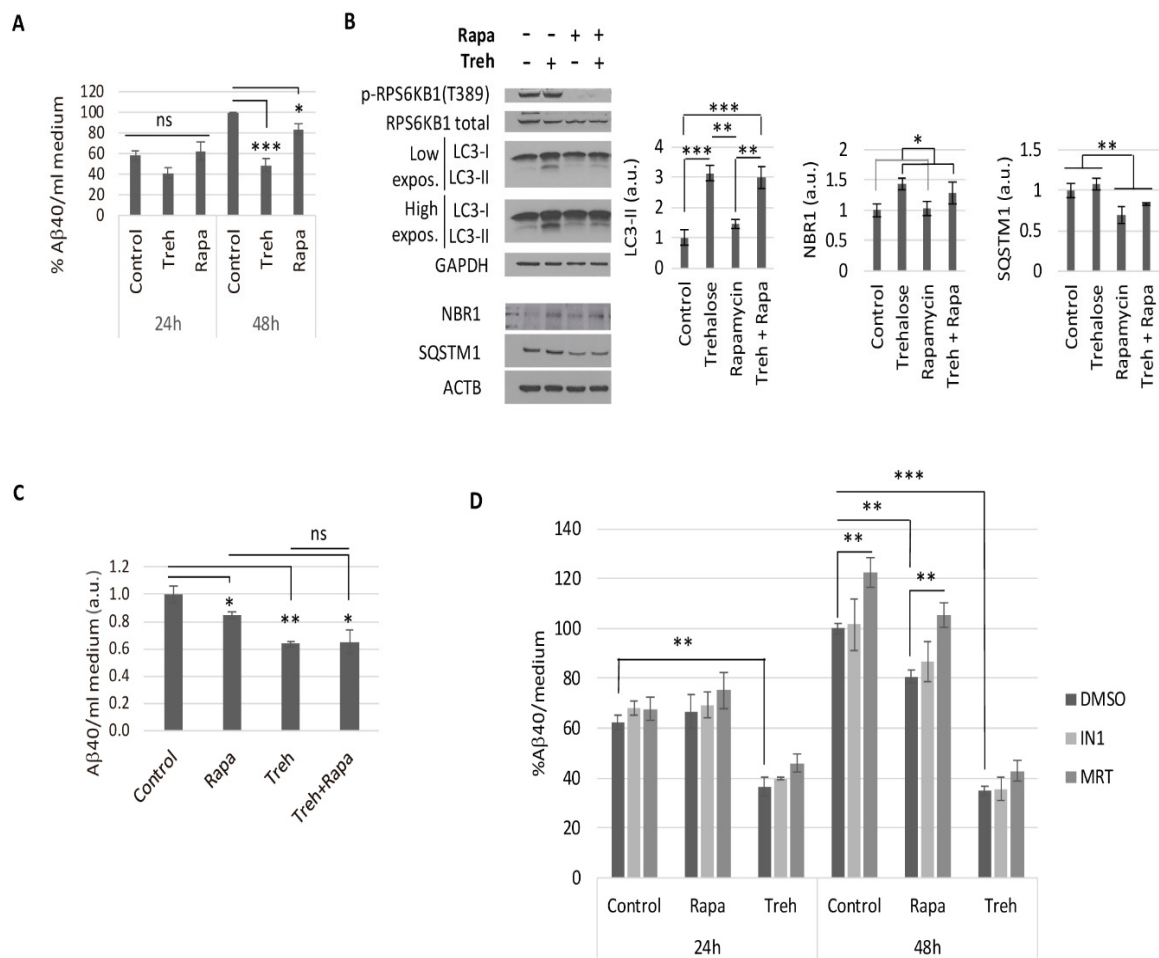 A
% Aβ40/ml medium
120
100
80
60
40
20
0
ns
***
*
Control
Treh
Rapa
Control
Treh
Rapa
24h
48h
B
Rapa - - + +
Treh - + - +
p-RPS6KB1(T389)
RPS6KB1 total
Low expos. LC3-I
LC3-II
High expos. LC3-I
LC3-II
GAPDH
NBR1
SQSTM1
ACTB
LC3-II (a.u.)
4
3
2
1
0
***
**
***
**
Control
Trehalose
Rapamycin
Treh + Rapa
NBR1 (a.u.)
2
1.5
1
0.5
0
*
Control
Trehalose
Rapamycin
Treh + Rapa
SQSTM1 (a.u.)
1.5
1
0.5
0
**
Control
Trehalose
Rapamycin
Treh + Rapa
C
Aβ40/ml medium (a.u.)
1.2
1.0
0.8
0.6
0.4
0.2
0.0
ns
*
**
*
Control
Rapa
Treh
Treh+Rapa
D
%Aβ40/medium
140
120
100
80
60
40
20
0
**
***
**
**
**
Control Rapa Treh Control Rapa Treh
24h 48h
DMSO
IN1
MRT